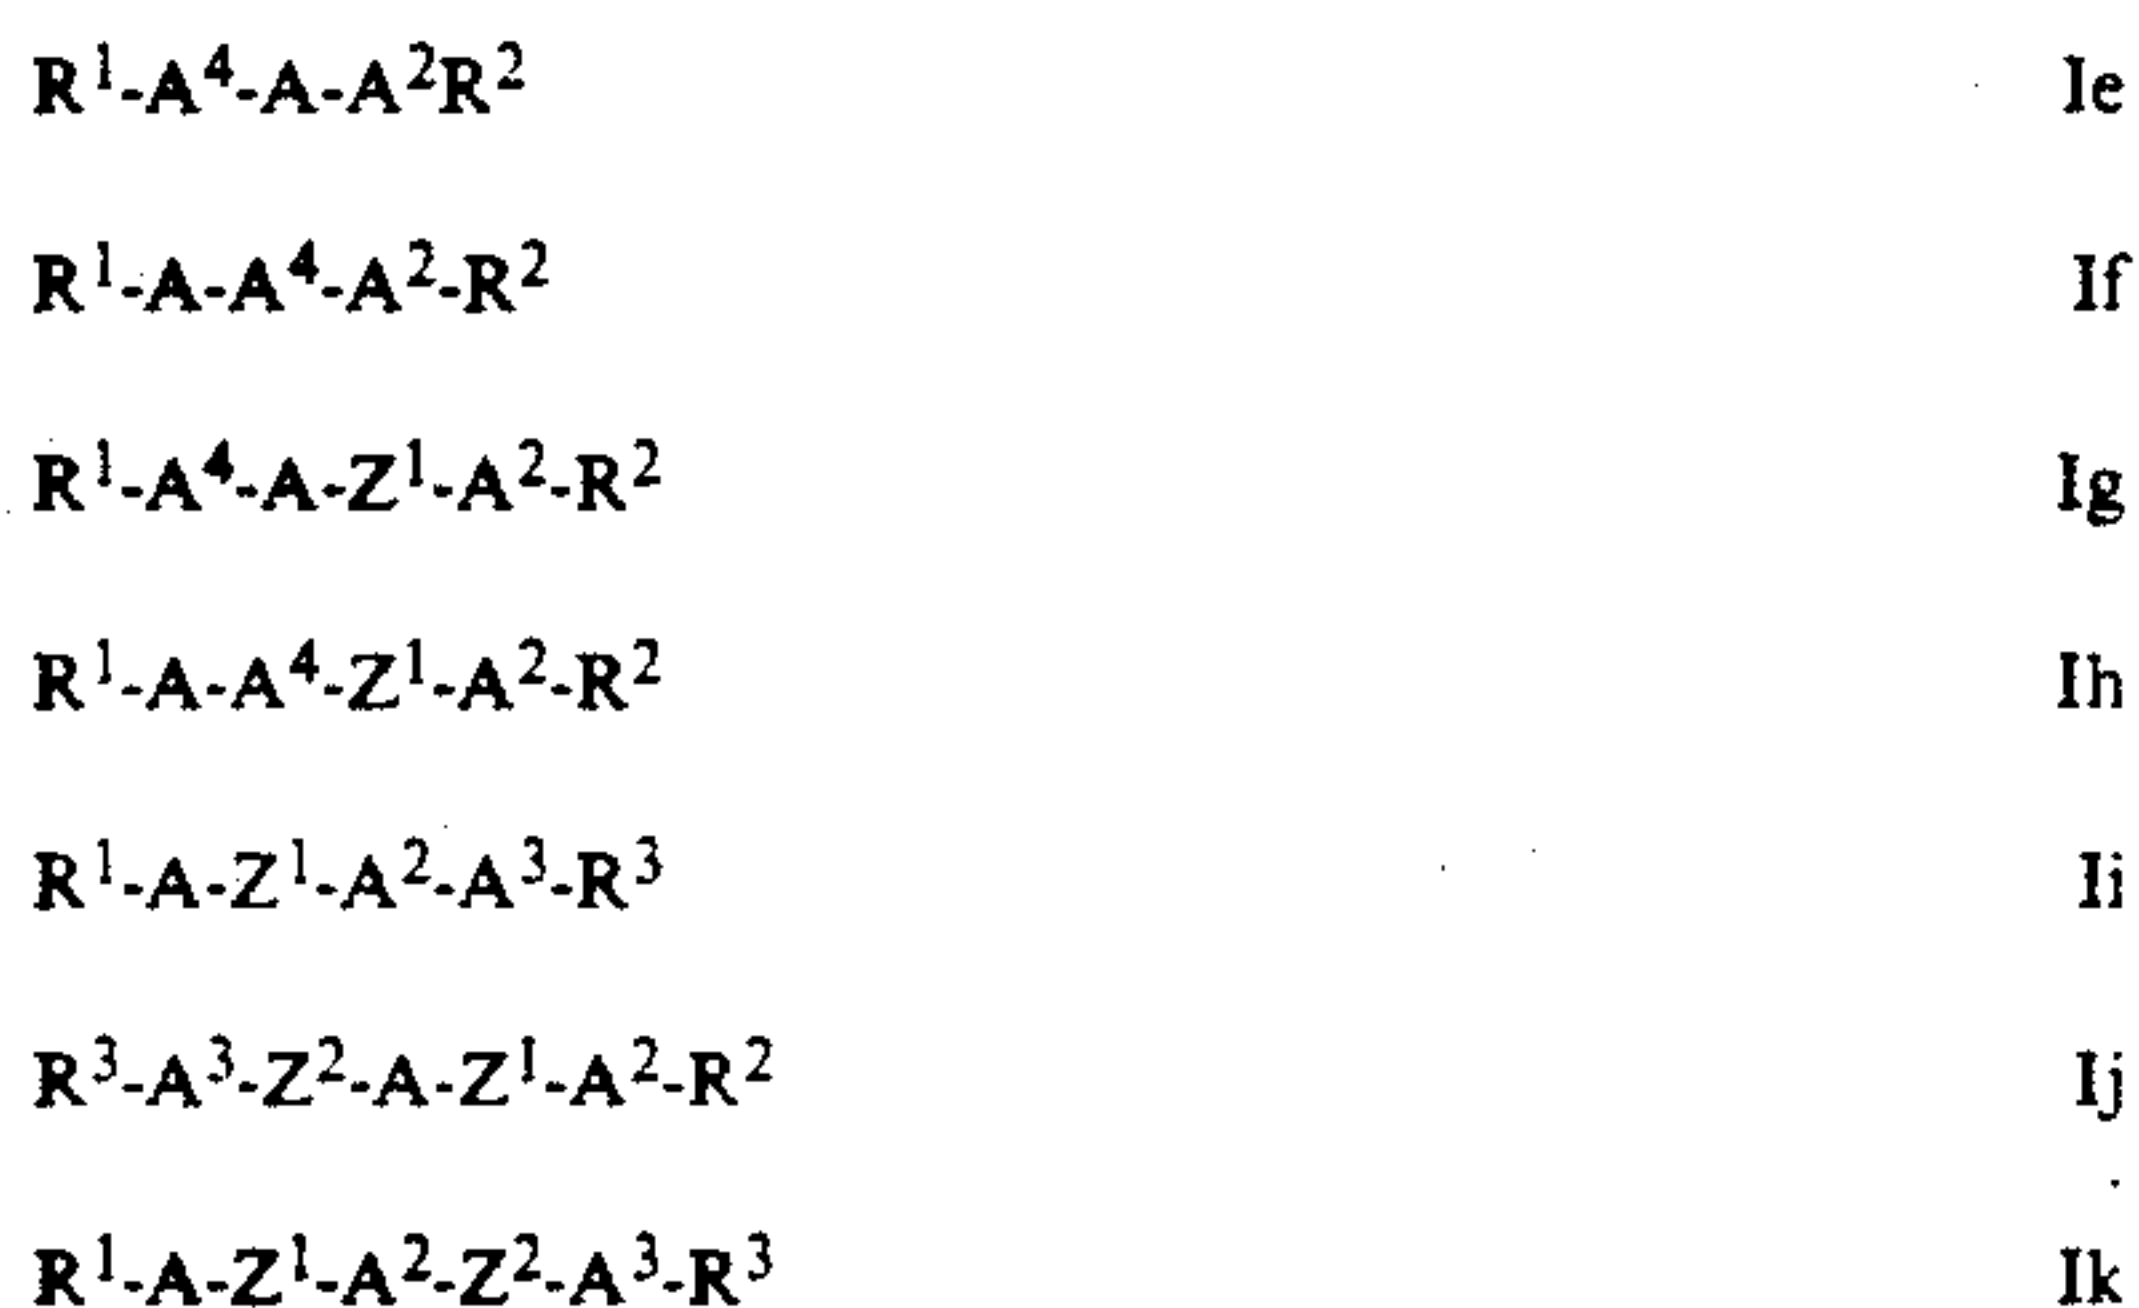 R¹-A⁴-A-A²R² Ie
R¹-A-A⁴-A²-R² If
R¹-A⁴-A-Z¹-A²-R² Ig
R¹-A-A⁴-Z¹-A²-R² Ih
R¹-A-Z¹-A²-A³-R³ Ii
R³-A³-Z²-A-Z¹-A²-R² Ij
R¹-A-Z¹-A²-Z²-A³-R³ Ik